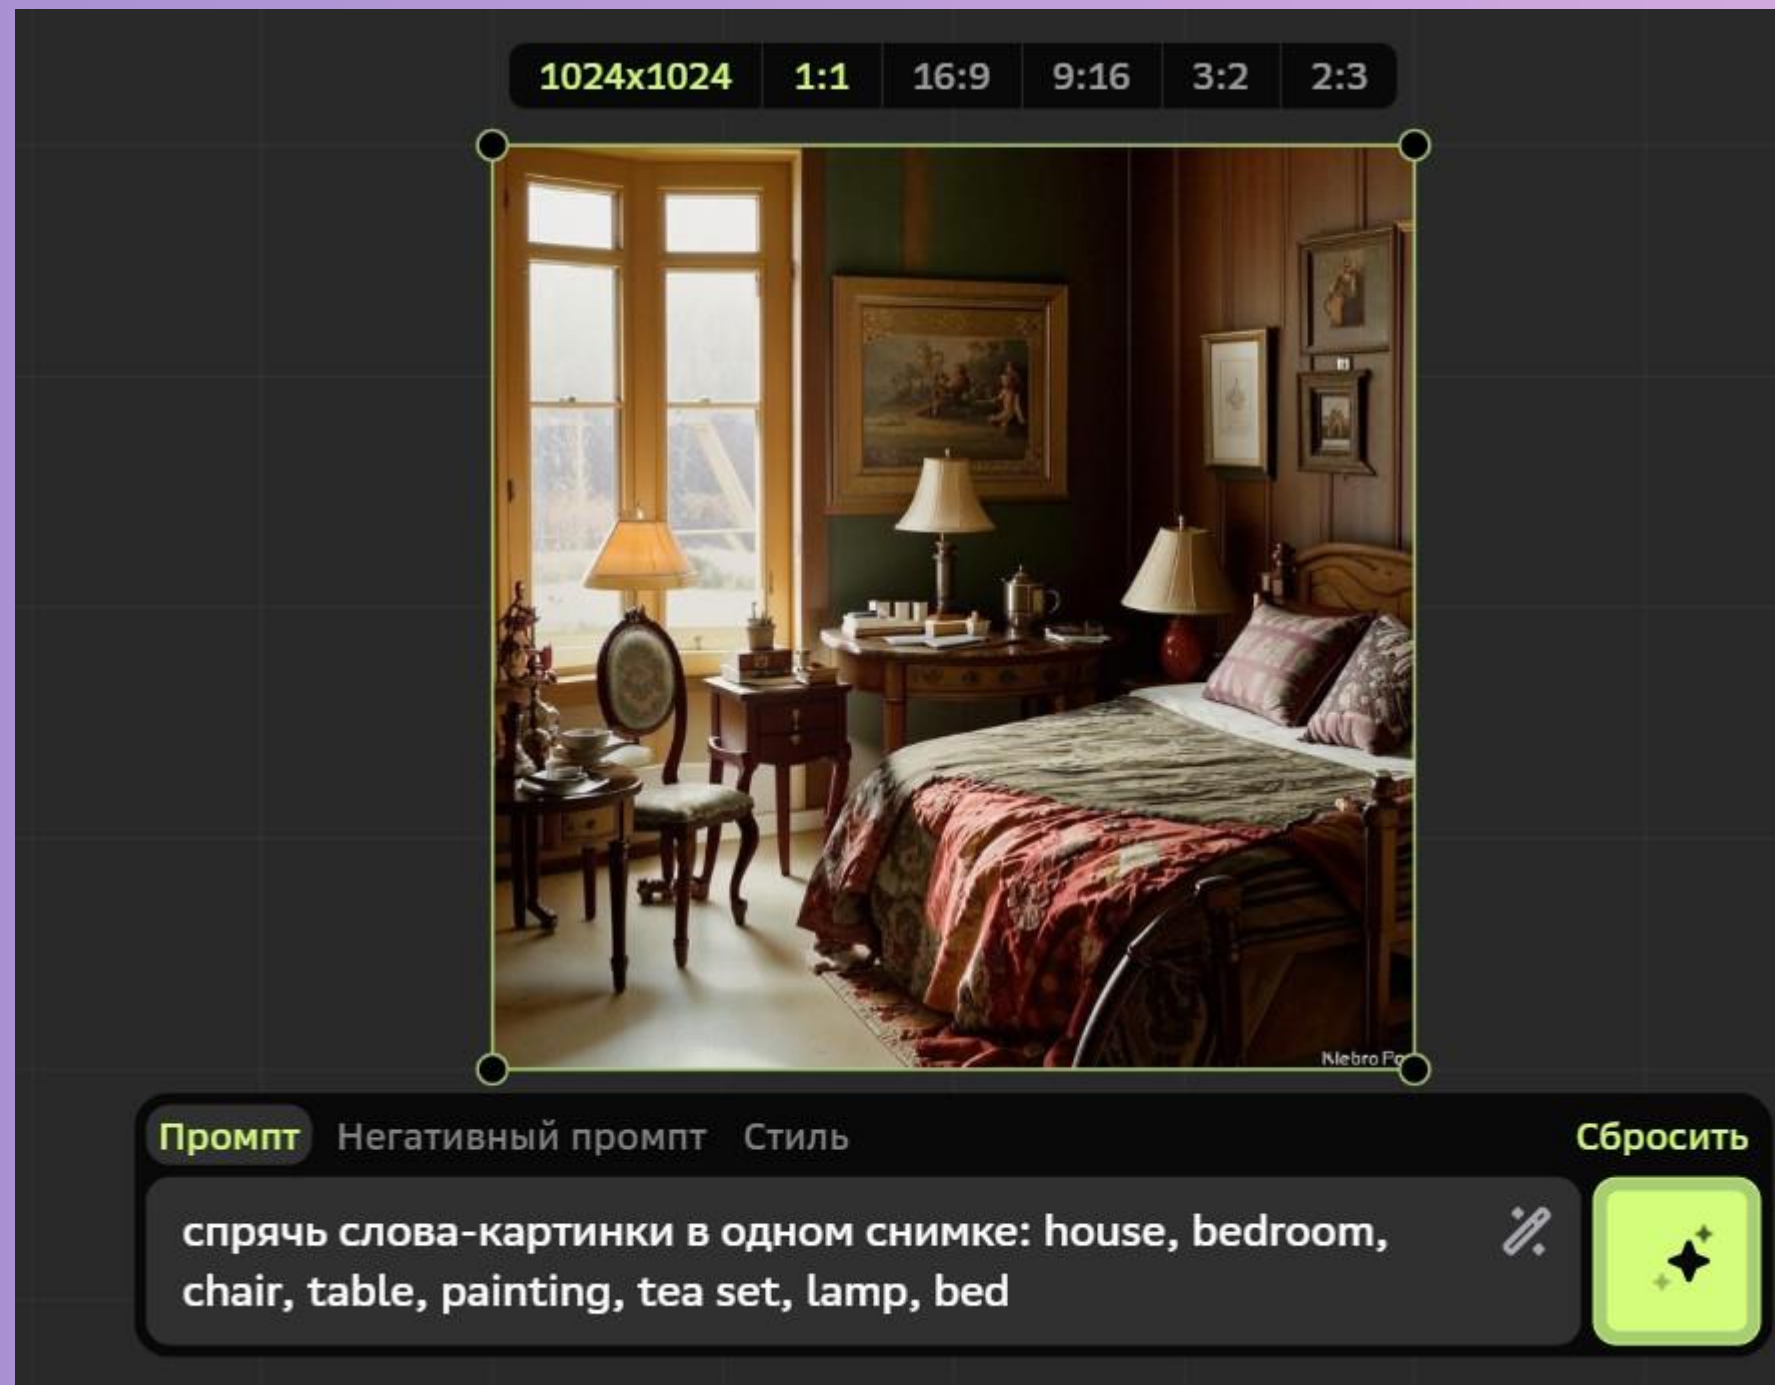 1024x1024 1:1 16:9 9:16 3:2 2:3
Промпт Негативный промпт Стиль Сбросить
спрячь слова-картинки в одном снимке: house, bedroom,
chair, table, painting, tea set, lamp, bed